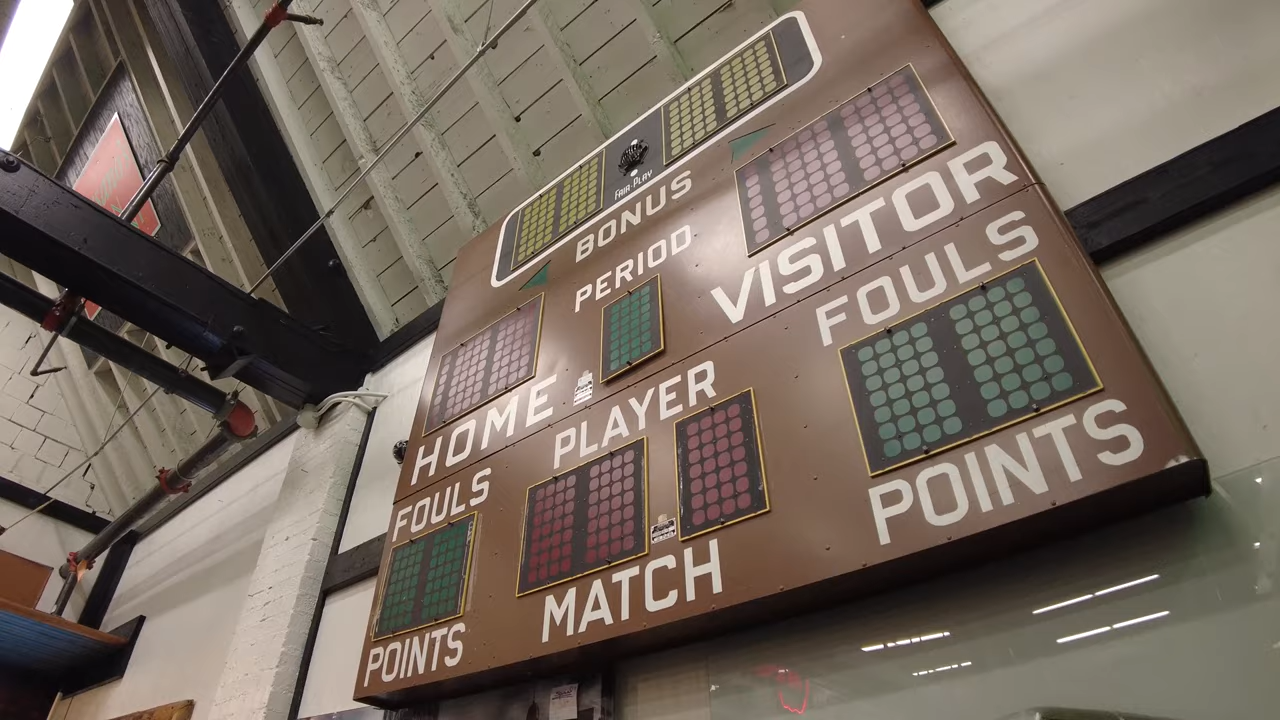 FAIR-PLAY
BONUS
PERIOD
HOME
VISITOR
PLAYER
FOULS
FOULS
MATCH
POINTS
POINTS